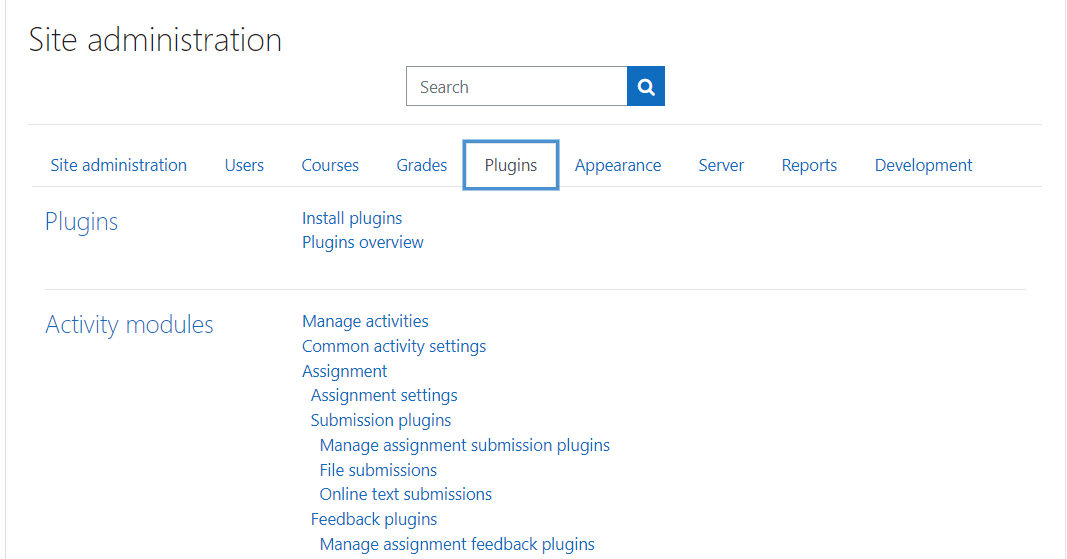 Site administration
Search
Site administration Users Courses Grades Plugins Appearance Server Reports Development
Plugins Install plugins
Plugins overview
Activity modules Manage activities
Common activity settings
Assignment
Assignment settings
Submission plugins
Manage assignment submission plugins
File submissions
Online text submissions
Feedback plugins
Manage assignment feedback plugins